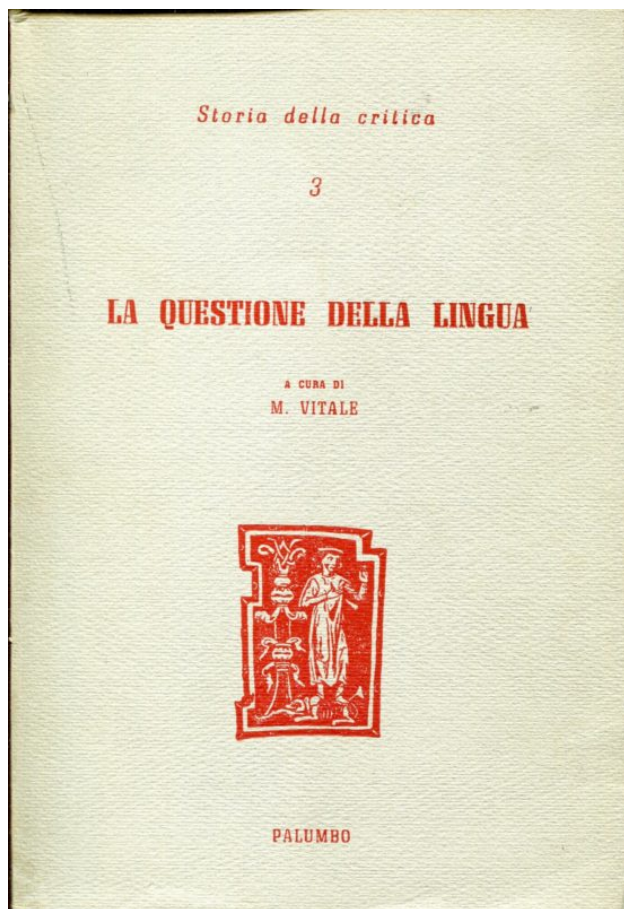 Storia della critica
3
LA QUESTIONE DELLA LINGUA
A CURA DI
M. VITALE
PALUMBO